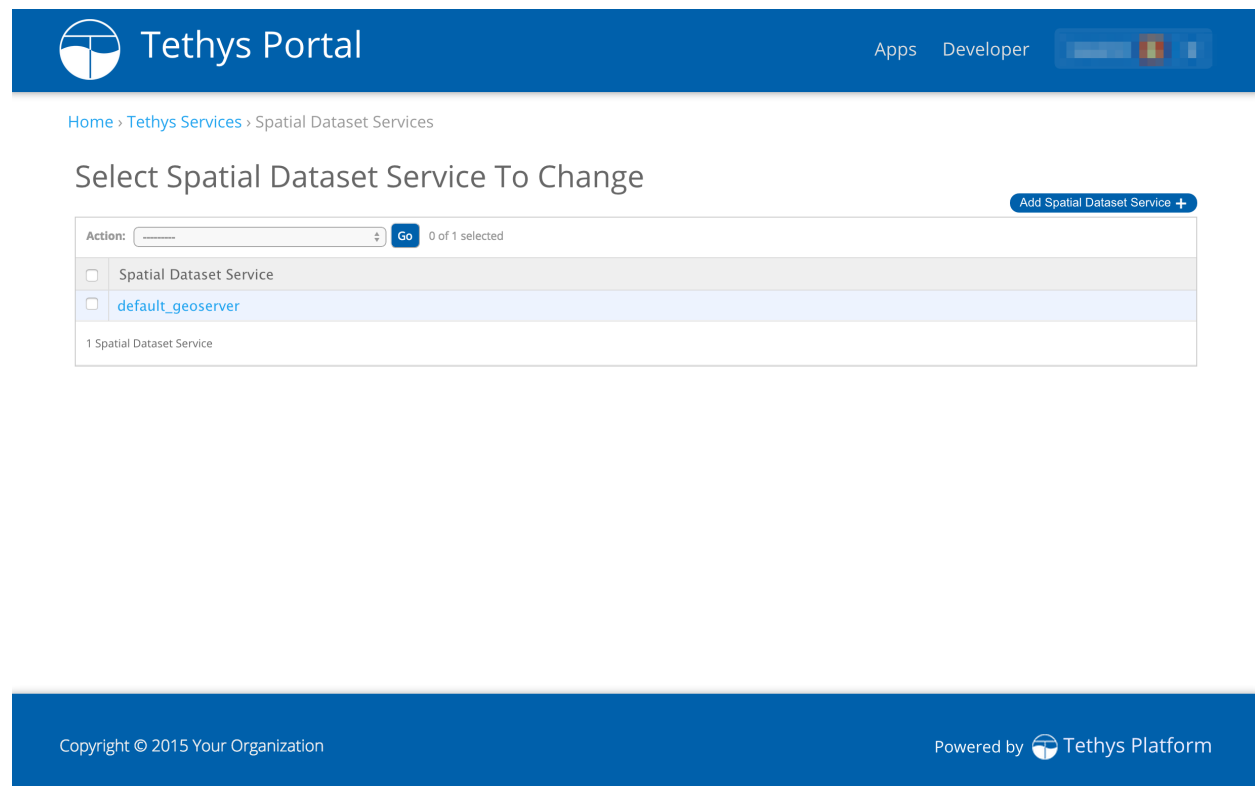 Tethys Portal
Apps Developer
Home › Tethys Services › Spatial Dataset Services
Select Spatial Dataset Service To Change
Add Spatial Dataset Service +
Action: --------- Go 0 of 1 selected
Spatial Dataset Service
default_geoserver
1 Spatial Dataset Service
Copyright © 2015 Your Organization
Powered by Tethys Platform